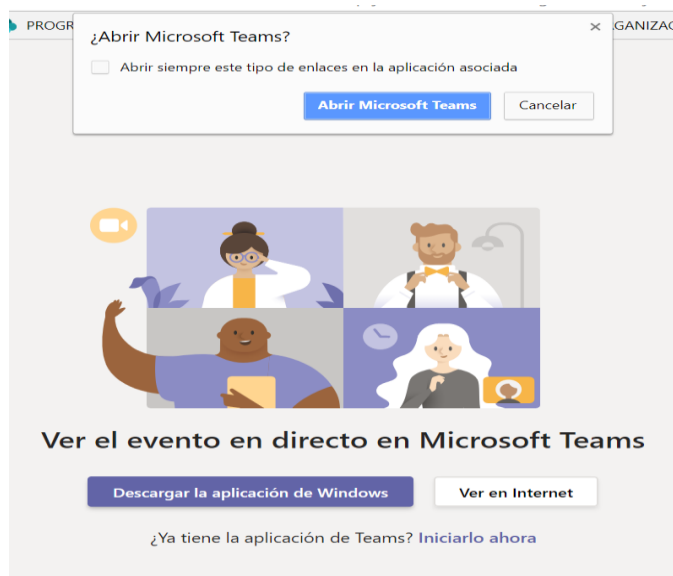 PROGR
¿Abrir Microsoft Teams?
×
GANIZAC
Abrir siempre este tipo de enlaces en la aplicación asociada
Abrir Microsoft Teams
Cancelar
Ver el evento en directo en Microsoft Teams
Descargar la aplicación de Windows
Ver en Internet
¿Ya tiene la aplicación de Teams? Iniciarlo ahora